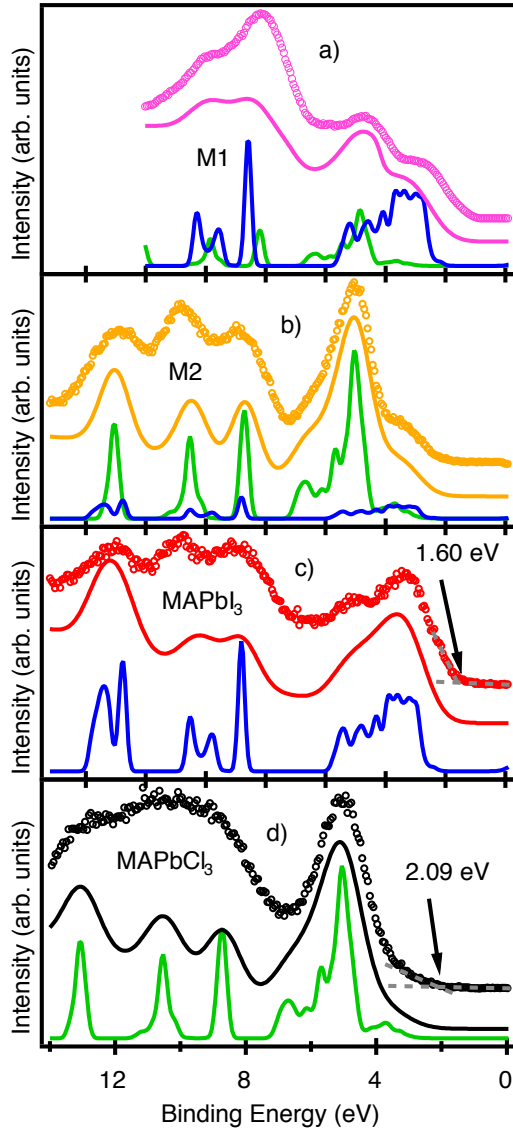 Intensity (arb. units)
a)
M1
Intensity (arb. units)
b)
M2
Intensity (arb. units)
c)
1.60 eV
MAPbI₃
Intensity (arb. units)
d)
MAPbCl₃
2.09 eV
12 8 4 0
Binding Energy (eV)